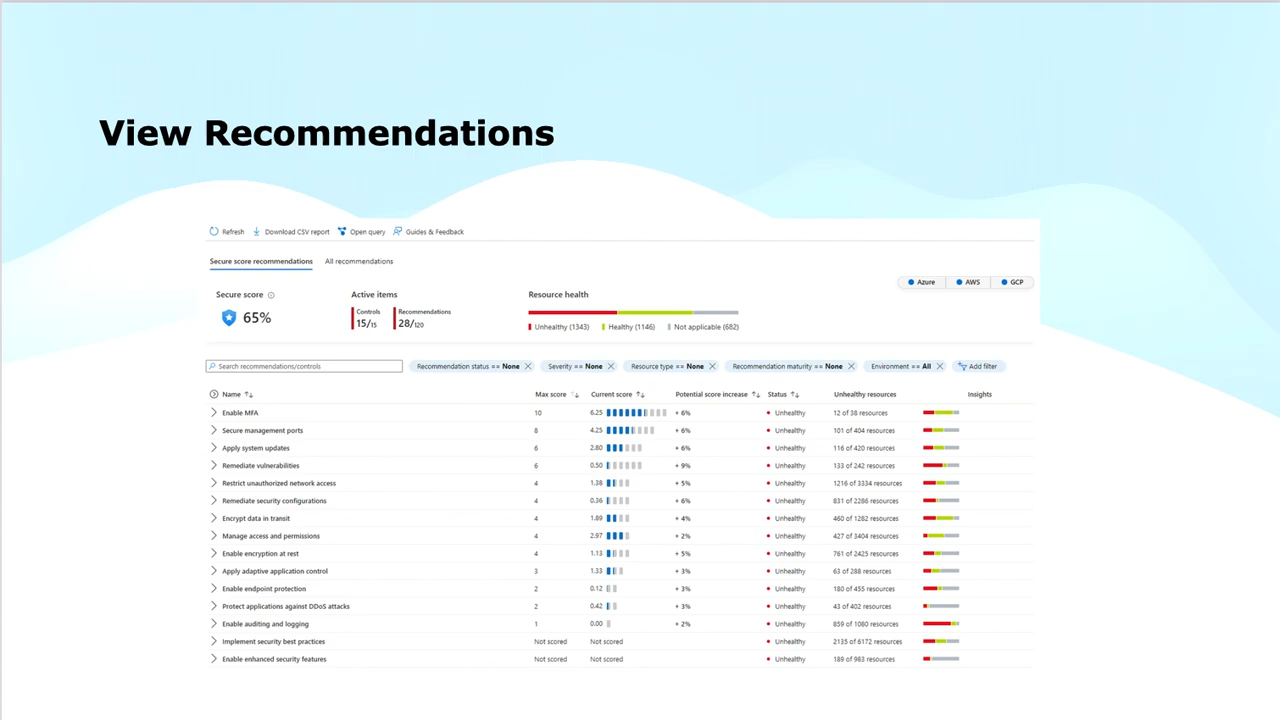 View Recommendations
Refresh Download CSV report Open query Guides & Feedback
Secure score recommendations All recommendations
Azure AWS GCP
Secure score Active items Resource health
65% Controls 15/15 Recommendations 28/120
Unhealthy (1343) Healthy (1146) Not applicable (682)
Search recommendations/controls Recommendation status == None Severity == None Resource type == None Recommendation maturity == None Environment == All Add filter
Name Max score Current score Potential score increase Status Unhealthy resources Insights
Enable MFA 10 6.25 + 6% Unhealthy 12 of 38 resources
Secure management ports 8 4.25 + 6% Unhealthy 101 of 404 resources
Apply system updates 6 2.80 + 6% Unhealthy 116 of 420 resources
Remediate vulnerabilities 6 0.50 + 9% Unhealthy 133 of 242 resources
Restrict unauthorized network access 4 1.38 + 5% Unhealthy 1216 of 3334 resources
Remediate security configurations 4 0.36 + 6% Unhealthy 831 of 2286 resources
Encrypt data in transit 4 1.89 + 4% Unhealthy 460 of 1282 resources
Manage access and permissions 4 2.97 + 2% Unhealthy 427 of 3404 resources
Enable encryption at rest 4 1.13 + 5% Unhealthy 761 of 2425 resources
Apply adaptive application control 3 1.33 + 3% Unhealthy 63 of 288 resources
Enable endpoint protection 2 0.12 + 3% Unhealthy 180 of 455 resources
Protect applications against DDoS attacks 2 0.42 + 3% Unhealthy 43 of 402 resources
Enable auditing and logging 1 0.00 + 2% Unhealthy 859 of 1080 resources
Implement security best practices Not scored Not scored Unhealthy 2135 of 6172 resources
Enable enhanced security features Not scored Not scored Unhealthy 189 of 983 resources